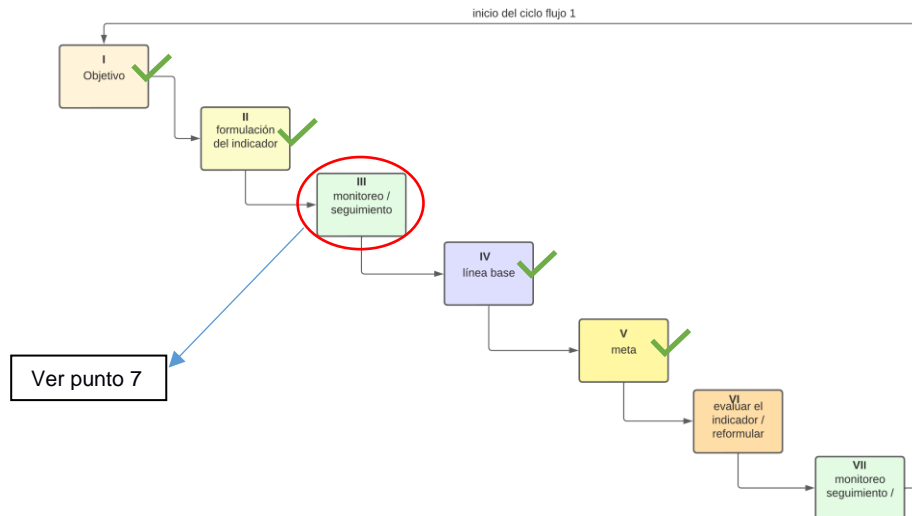 inicio del ciclo flujo 1
I
Objetivo
II
formulación
del indicador
III
monitoreo /
seguimiento
IV
línea base
V
meta
Ver punto 7
VI
evaluar el
indicador /
reformular
VII
monitoreo
seguimiento /